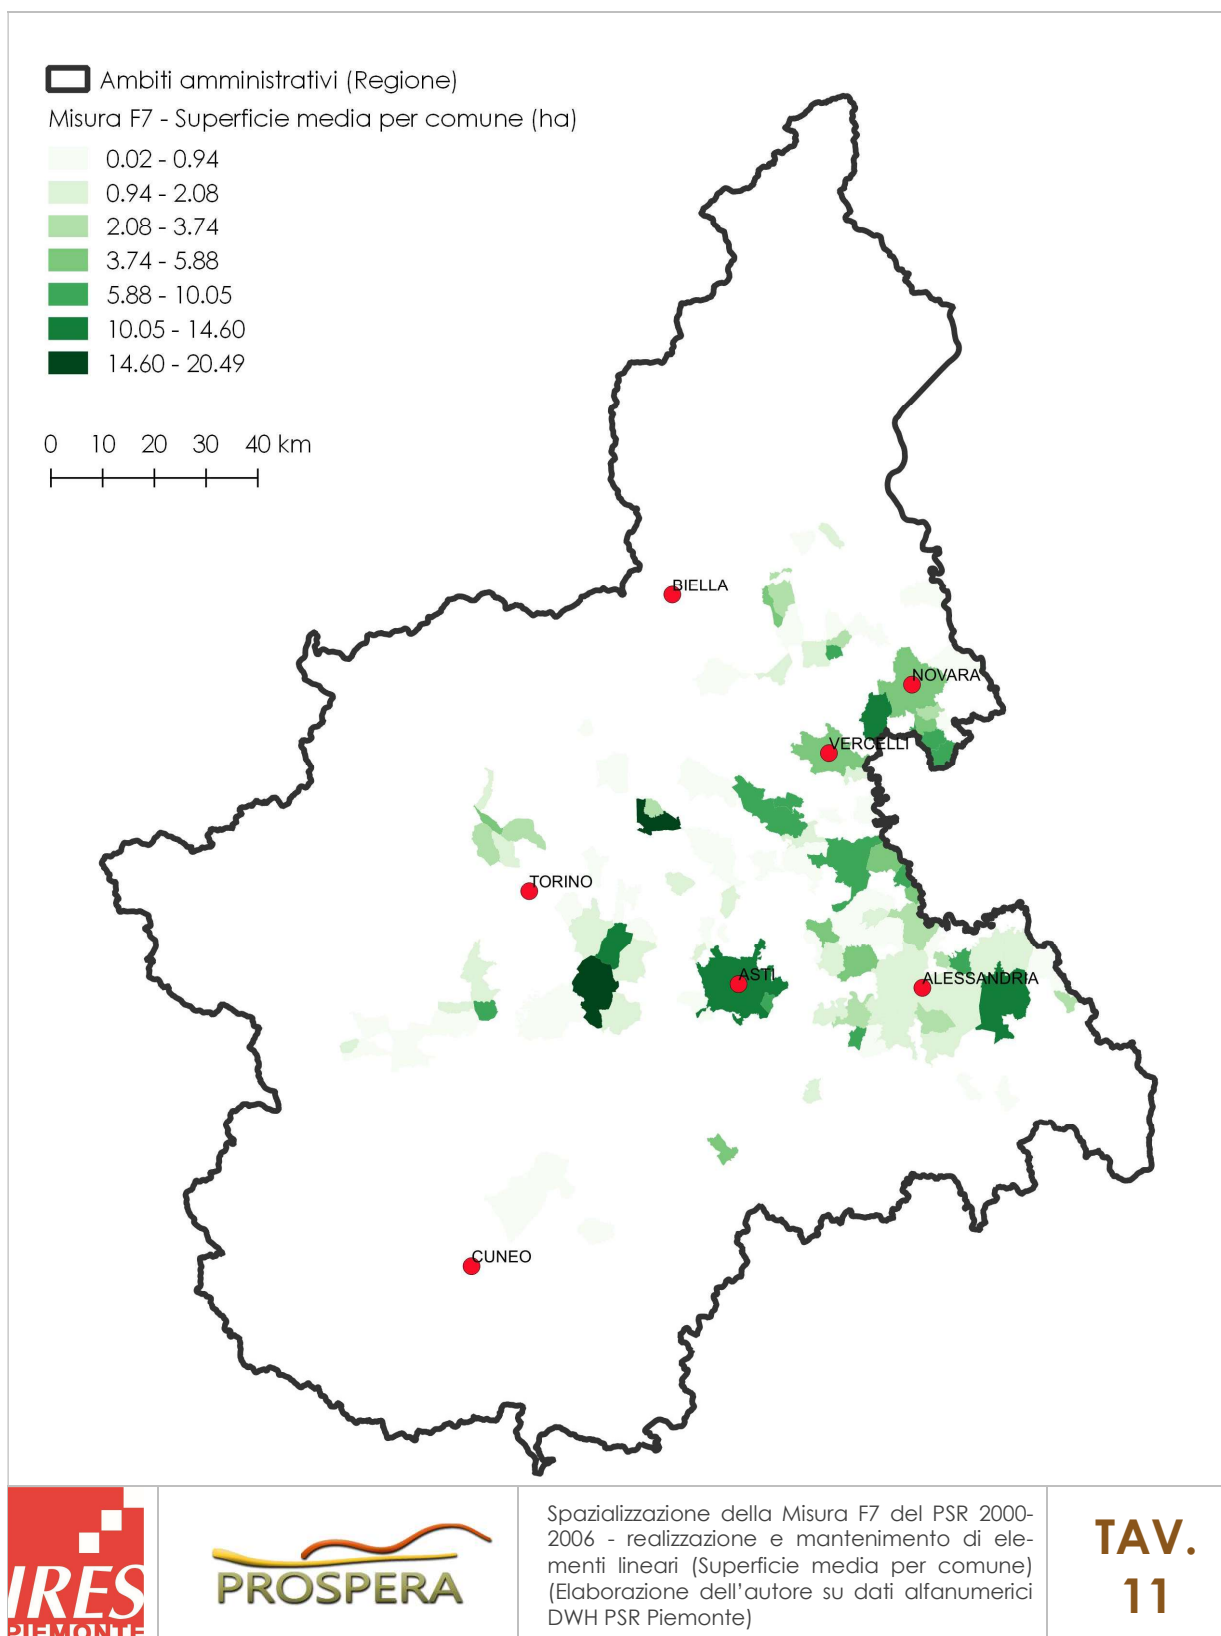 Ambiti amministrativi (Regione)
Misura F7 - Superficie media per comune (ha)
0.02 - 0.94
0.94 - 2.08
2.08 - 3.74
3.74 - 5.88
5.88 - 10.05
10.05 - 14.60
14.60 - 20.49
0 10 20 30 40 km
BIELLA
NOVARA
VERCELLI
TORINO
ASTI
ALESSANDRIA
CUNEO
IRES
PIEMONTE
PROSPERA
Spazializzazione della Misura F7 del PSR 2000-
2006 - realizzazione e mantenimento di ele-
menti lineari (Superficie media per comune)
(Elaborazione dell'autore su dati alfanumerici
DWH PSR Piemonte)
TAV.
11